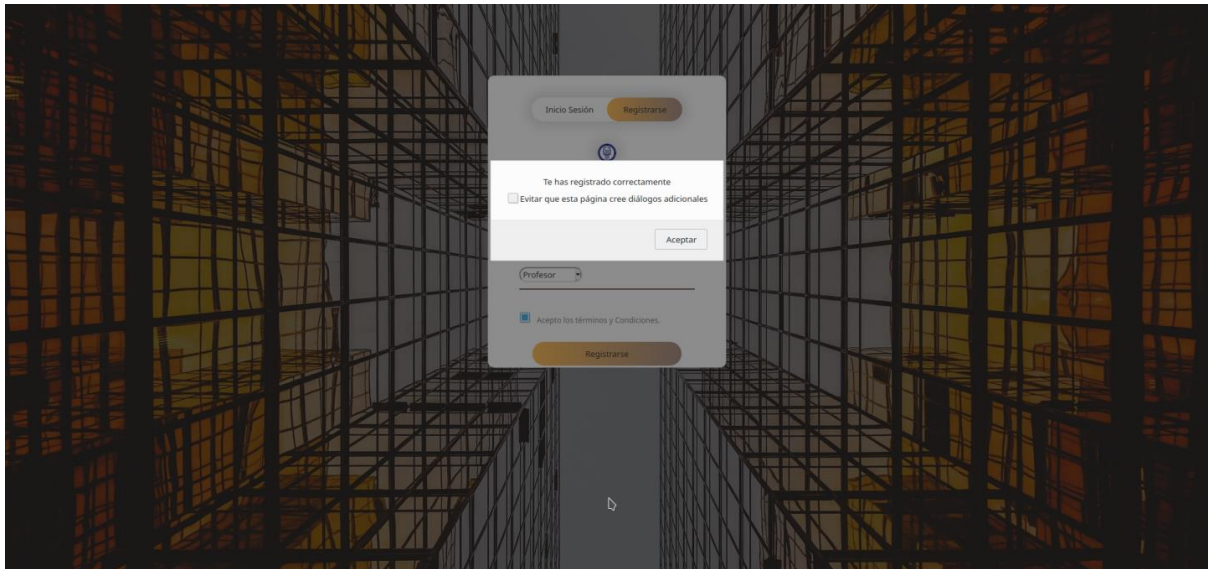 Inicio Sesión
Registrarse
Te has registrado correctamente
Evitar que esta página cree diálogos adicionales
Aceptar
Profesor
Acepto los términos y Condiciones.
Registrarse